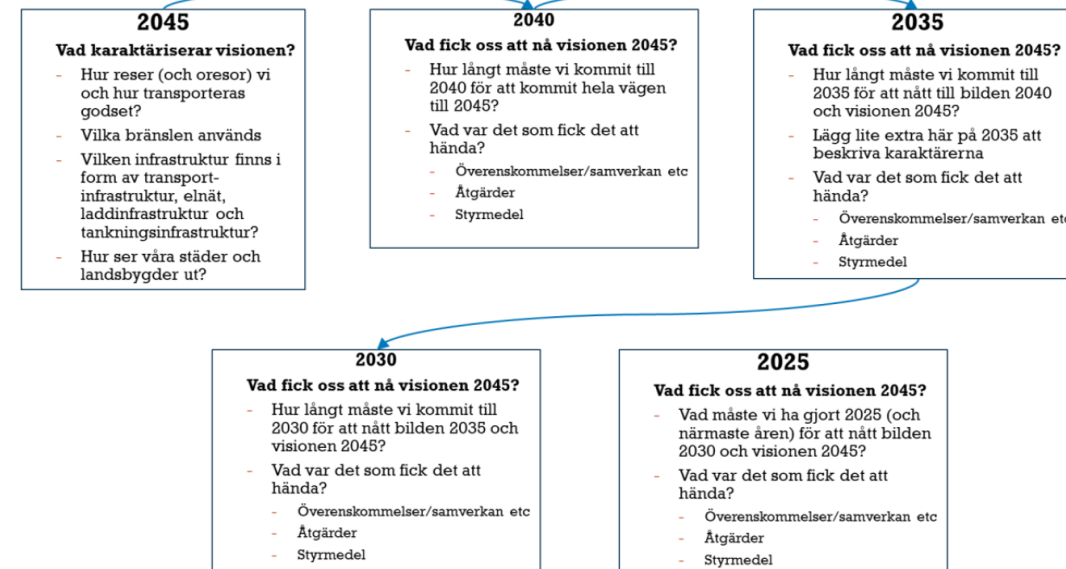 2045
Vad karaktäriserar visionen?
- Hur reser (och oresor) vi
och hur transporteras
godset?
- Vilka bränslen används
- Vilken infrastruktur finns i
form av transport-
infrastruktur, elnät,
laddinfrastruktur och
tankningsinfrastruktur?
- Hur ser våra städer och
landsbygder ut?
2040
Vad fick oss att nå visionen 2045?
- Hur långt måste vi kommit till
2040 för att kommit hela vägen
till 2045?
- Vad var det som fick det att
hända?
- Överenskommelser/samverkan etc
- Åtgärder
- Styrmedel
2035
Vad fick oss att nå visionen 2045?
- Hur långt måste vi kommit till
2035 för att nått till bilden 2040
och visionen 2045?
- Lägg lite extra här på 2035 att
beskriva karaktärerna
- Vad var det som fick det att
hända?
- Överenskommelser/samverkan etc
- Åtgärder
- Styrmedel
2030
Vad fick oss att nå visionen 2045?
- Hur långt måste vi kommit till
2030 för att nått bilden 2035 och
visionen 2045?
- Vad var det som fick det att
hända?
- Överenskommelser/samverkan etc
- Åtgärder
- Styrmedel
2025
Vad fick oss att nå visionen 2045?
- Vad måste vi ha gjort 2025 (och
närmaste åren) för att nått bilden
2030 och visionen 2045?
- Vad var det som fick det att
hända?
- Överenskommelser/samverkan etc
- Åtgärder
- Styrmedel